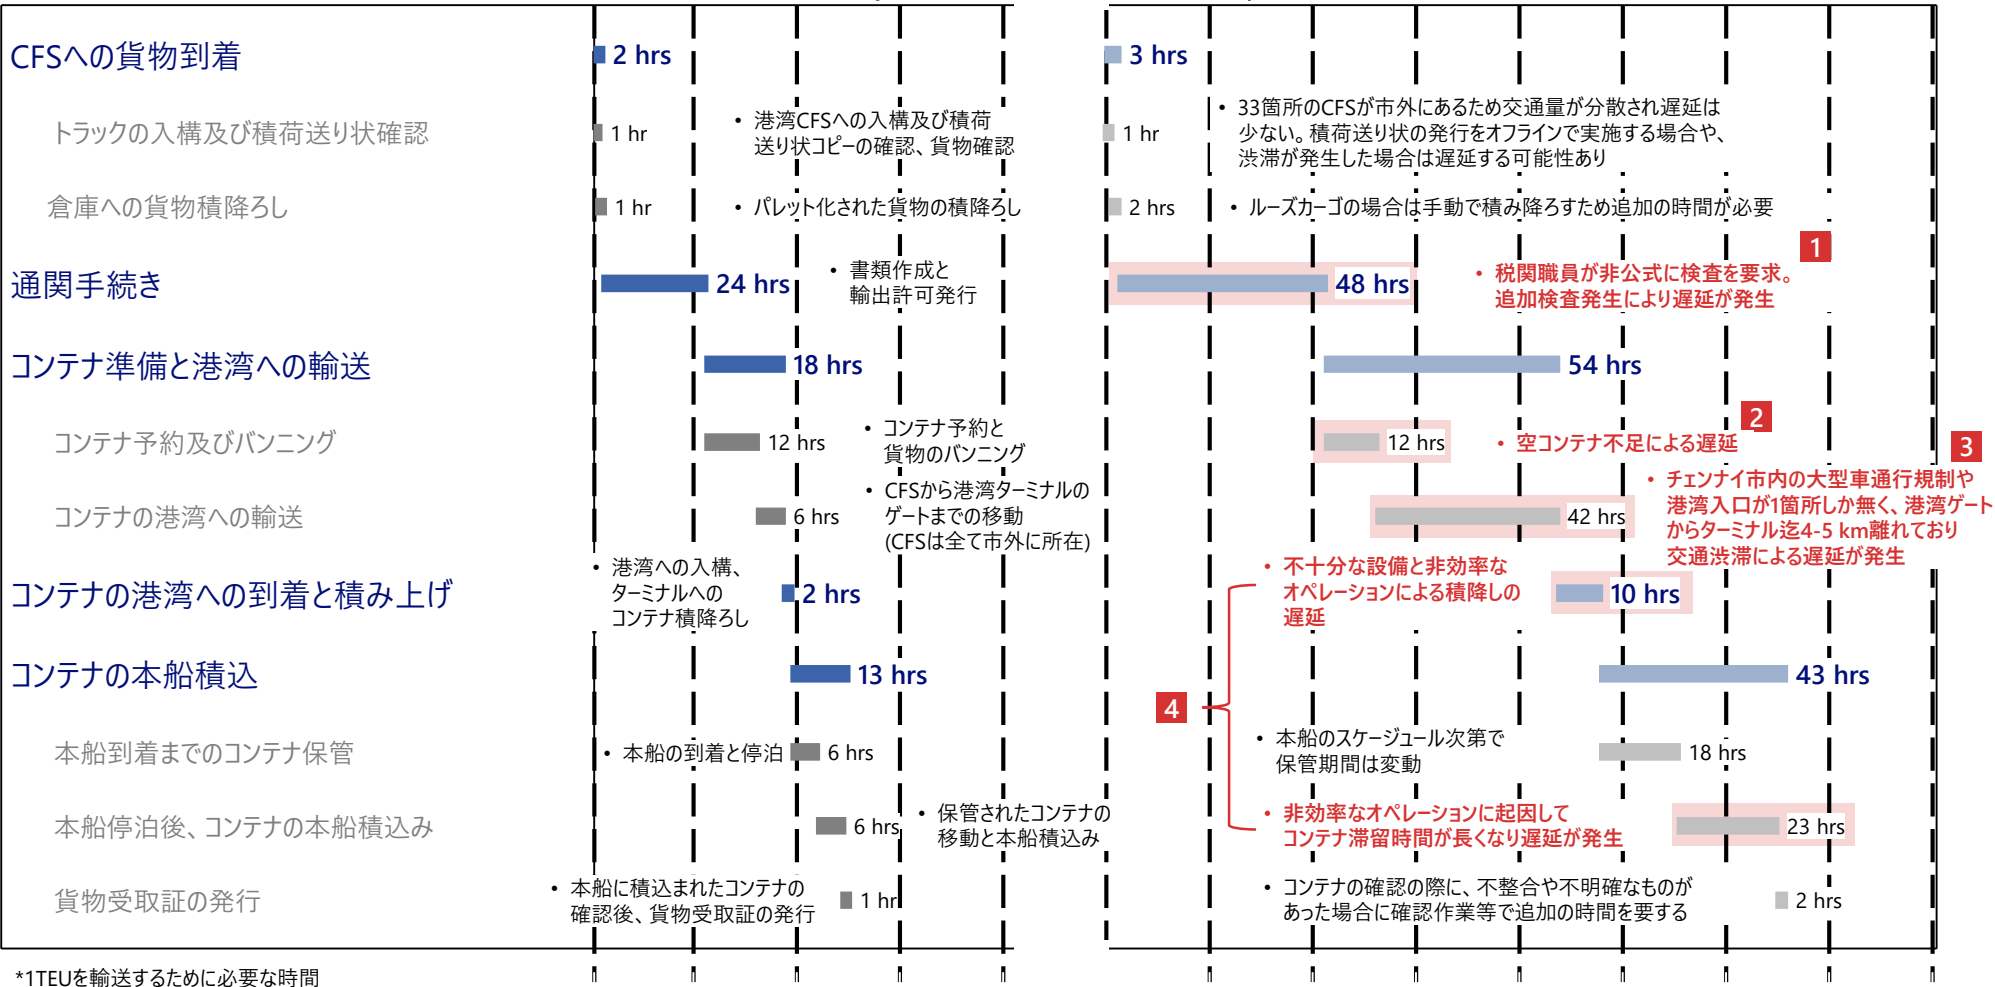 CFSへの貨物到着
2 hrs
3 hrs
トラックの入構及び積荷送り状確認
1 hr
• 港湾CFSへの入構及び積荷
送り状コピーの確認、貨物確認
1 hr
• 33箇所のCFSが市外にあるため交通量が分散され遅延は
少ない。積荷送り状の発行をオフラインで実施する場合や、
渋滞が発生した場合は遅延する可能性あり
倉庫への貨物積降ろし
1 hr
• パレット化された貨物の積降ろし
2 hrs
• ルーズカーゴの場合は手動で積み降ろすため追加の時間が必要
通関手続き
24 hrs
• 書類作成と
輸出許可発行
48 hrs
1
• 税関職員が非公式に検査を要求。
追加検査発生により遅延が発生
コンテナ準備と港湾への輸送
18 hrs
54 hrs
コンテナ予約及びバンニング
12 hrs
• コンテナ予約と
貨物のバンニング
12 hrs
2
• 空コンテナ不足による遅延
コンテナの港湾への輸送
6 hrs
• CFSから港湾ターミナルの
ゲートまでの移動
(CFSは全て市外に所在)
42 hrs
3
• チェンナイ市内の大型車通行規制や
港湾入口が1箇所しか無く、港湾ゲート
からターミナル迄4-5 km離れており
交通渋滞による遅延が発生
コンテナの港湾への到着と積み上げ
• 港湾への入構、
ターミナルへの
コンテナ積降ろし
2 hrs
• 不十分な設備と非効率な
オペレーションによる積降しの
遅延
10 hrs
コンテナの本船積込
13 hrs
43 hrs
4
本船到着までのコンテナ保管
• 本船の到着と停泊
6 hrs
• 本船のスケージュール次第で
保管期間は変動
18 hrs
本船停泊後、コンテナの本船積込み
6 hrs
• 保管されたコンテナの
移動と本船積込み
• 非効率なオペレーションに起因して
コンテナ滞留時間が長くなり遅延が発生
23 hrs
貨物受取証の発行
• 本船に積込まれたコンテナの
確認後、貨物受取証の発行
1 hr
• コンテナの確認の際に、不整合や不明確なものが
あった場合に確認作業等で追加の時間を要する
2 hrs
*1TEUを輸送するために必要な時間